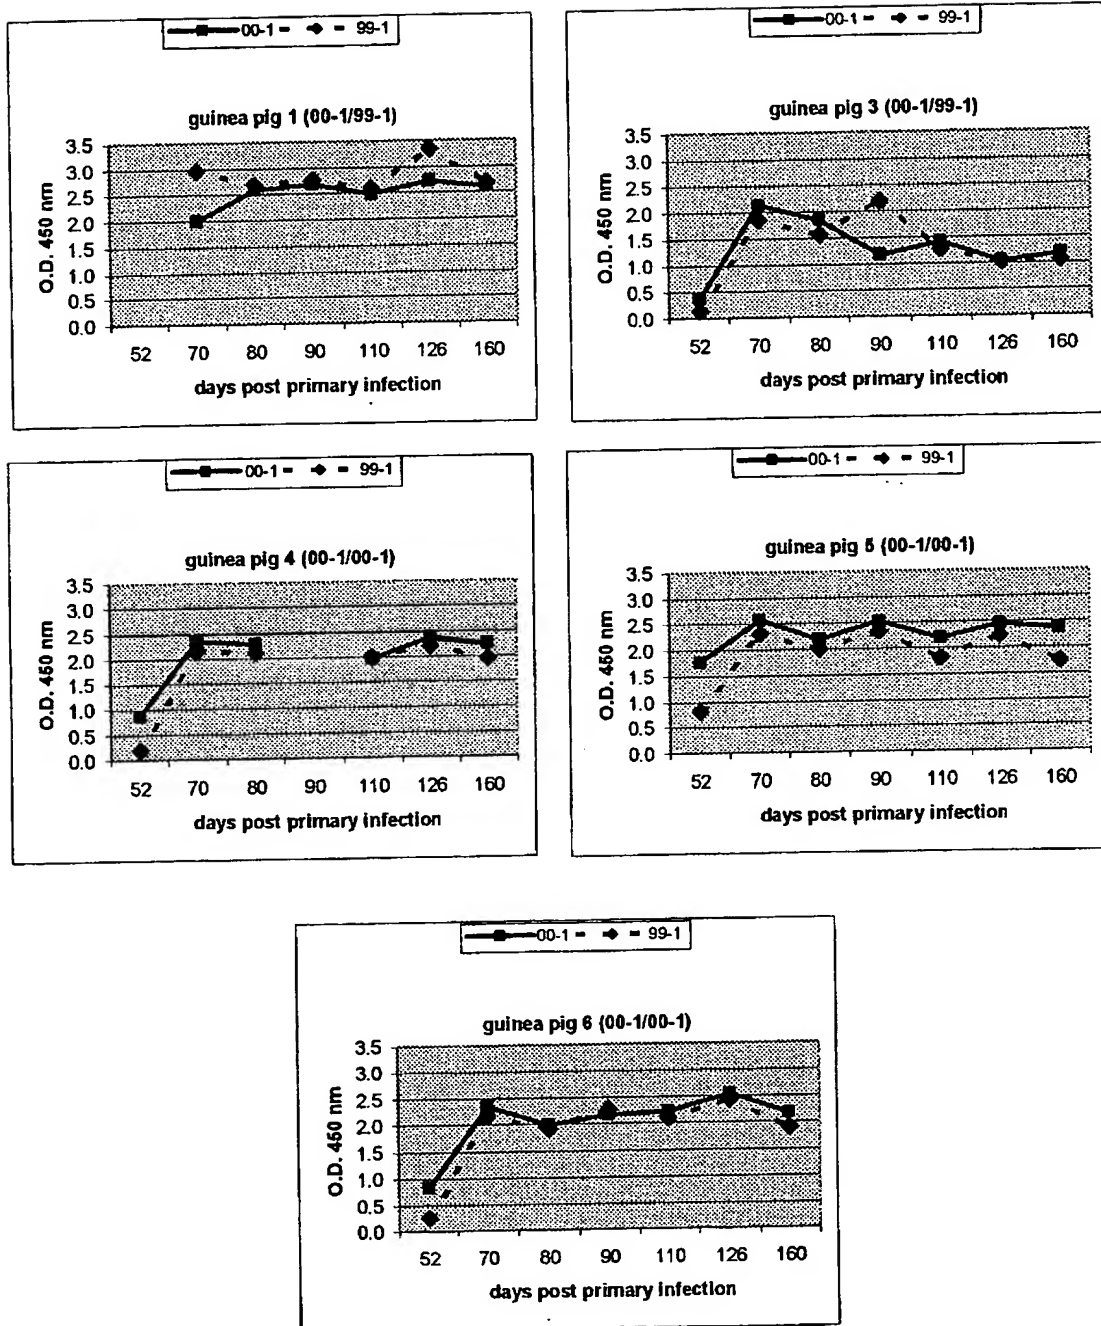 00-1 99-1
guinea pig 1 (00-1/99-1)
3.5
3.0
2.5
2.0
1.5
1.0
0.5
0.0
O.D. 450 nm
52 70 80 90 110 126 160
days post primary infection
00-1 99-1
guinea pig 3 (00-1/99-1)
3.5
3.0
2.5
2.0
1.5
1.0
0.5
0.0
O.D. 450 nm
52 70 80 90 110 126 160
days post primary infection
00-1 99-1
guinea pig 4 (00-1/00-1)
3.5
3.0
2.5
2.0
1.5
1.0
0.5
0.0
O.D. 450 nm
52 70 80 90 110 126 160
days post primary infection
00-1 99-1
guinea pig 5 (00-1/00-1)
3.5
3.0
2.5
2.0
1.5
1.0
0.5
0.0
O.D. 450 nm
52 70 80 90 110 126 160
days post primary infection
00-1 99-1
guinea pig 6 (00-1/00-1)
3.5
3.0
2.5
2.0
1.5
1.0
0.5
0.0
O.D. 450 nm
52 70 80 90 110 126 160
days post primary infection